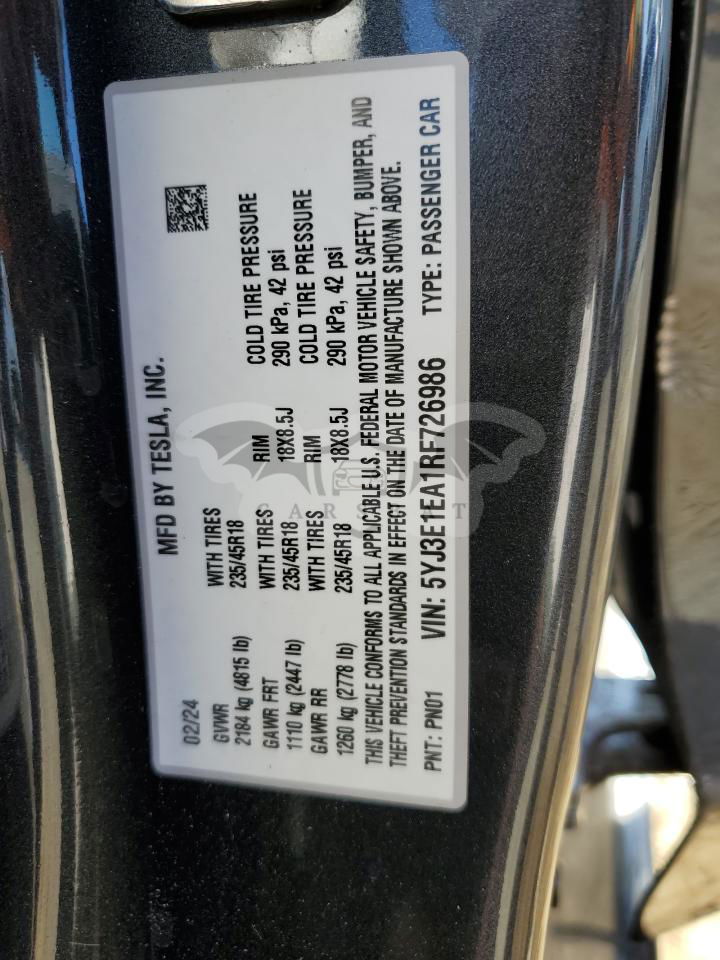 MFD BY TESLA, INC.
02/24
GVWR WITH TIRES
2184 kg (4815 lb) 235/45R18
GAWR FRT WITH TIRES RIM COLD TIRE PRESSURE
1110 kg (2447 lb) 235/45R18 18X8.5J 290 kPa, 42 psi
GAWR RR WITH TIRES RIM COLD TIRE PRESSURE
1260 kg (2778 lb) 235/45R18 18X8.5J 290 kPa, 42 psi
THIS VEHICLE CONFORMS TO ALL APPLICABLE U.S. FEDERAL MOTOR VEHICLE SAFETY, BUMPER, AND
THEFT PREVENTION STANDARDS IN EFFECT ON THE DATE OF MANUFACTURE SHOWN ABOVE.
PNT: PN01 VIN: 5YJ3E1EA1RF726986 TYPE: PASSENGER CAR